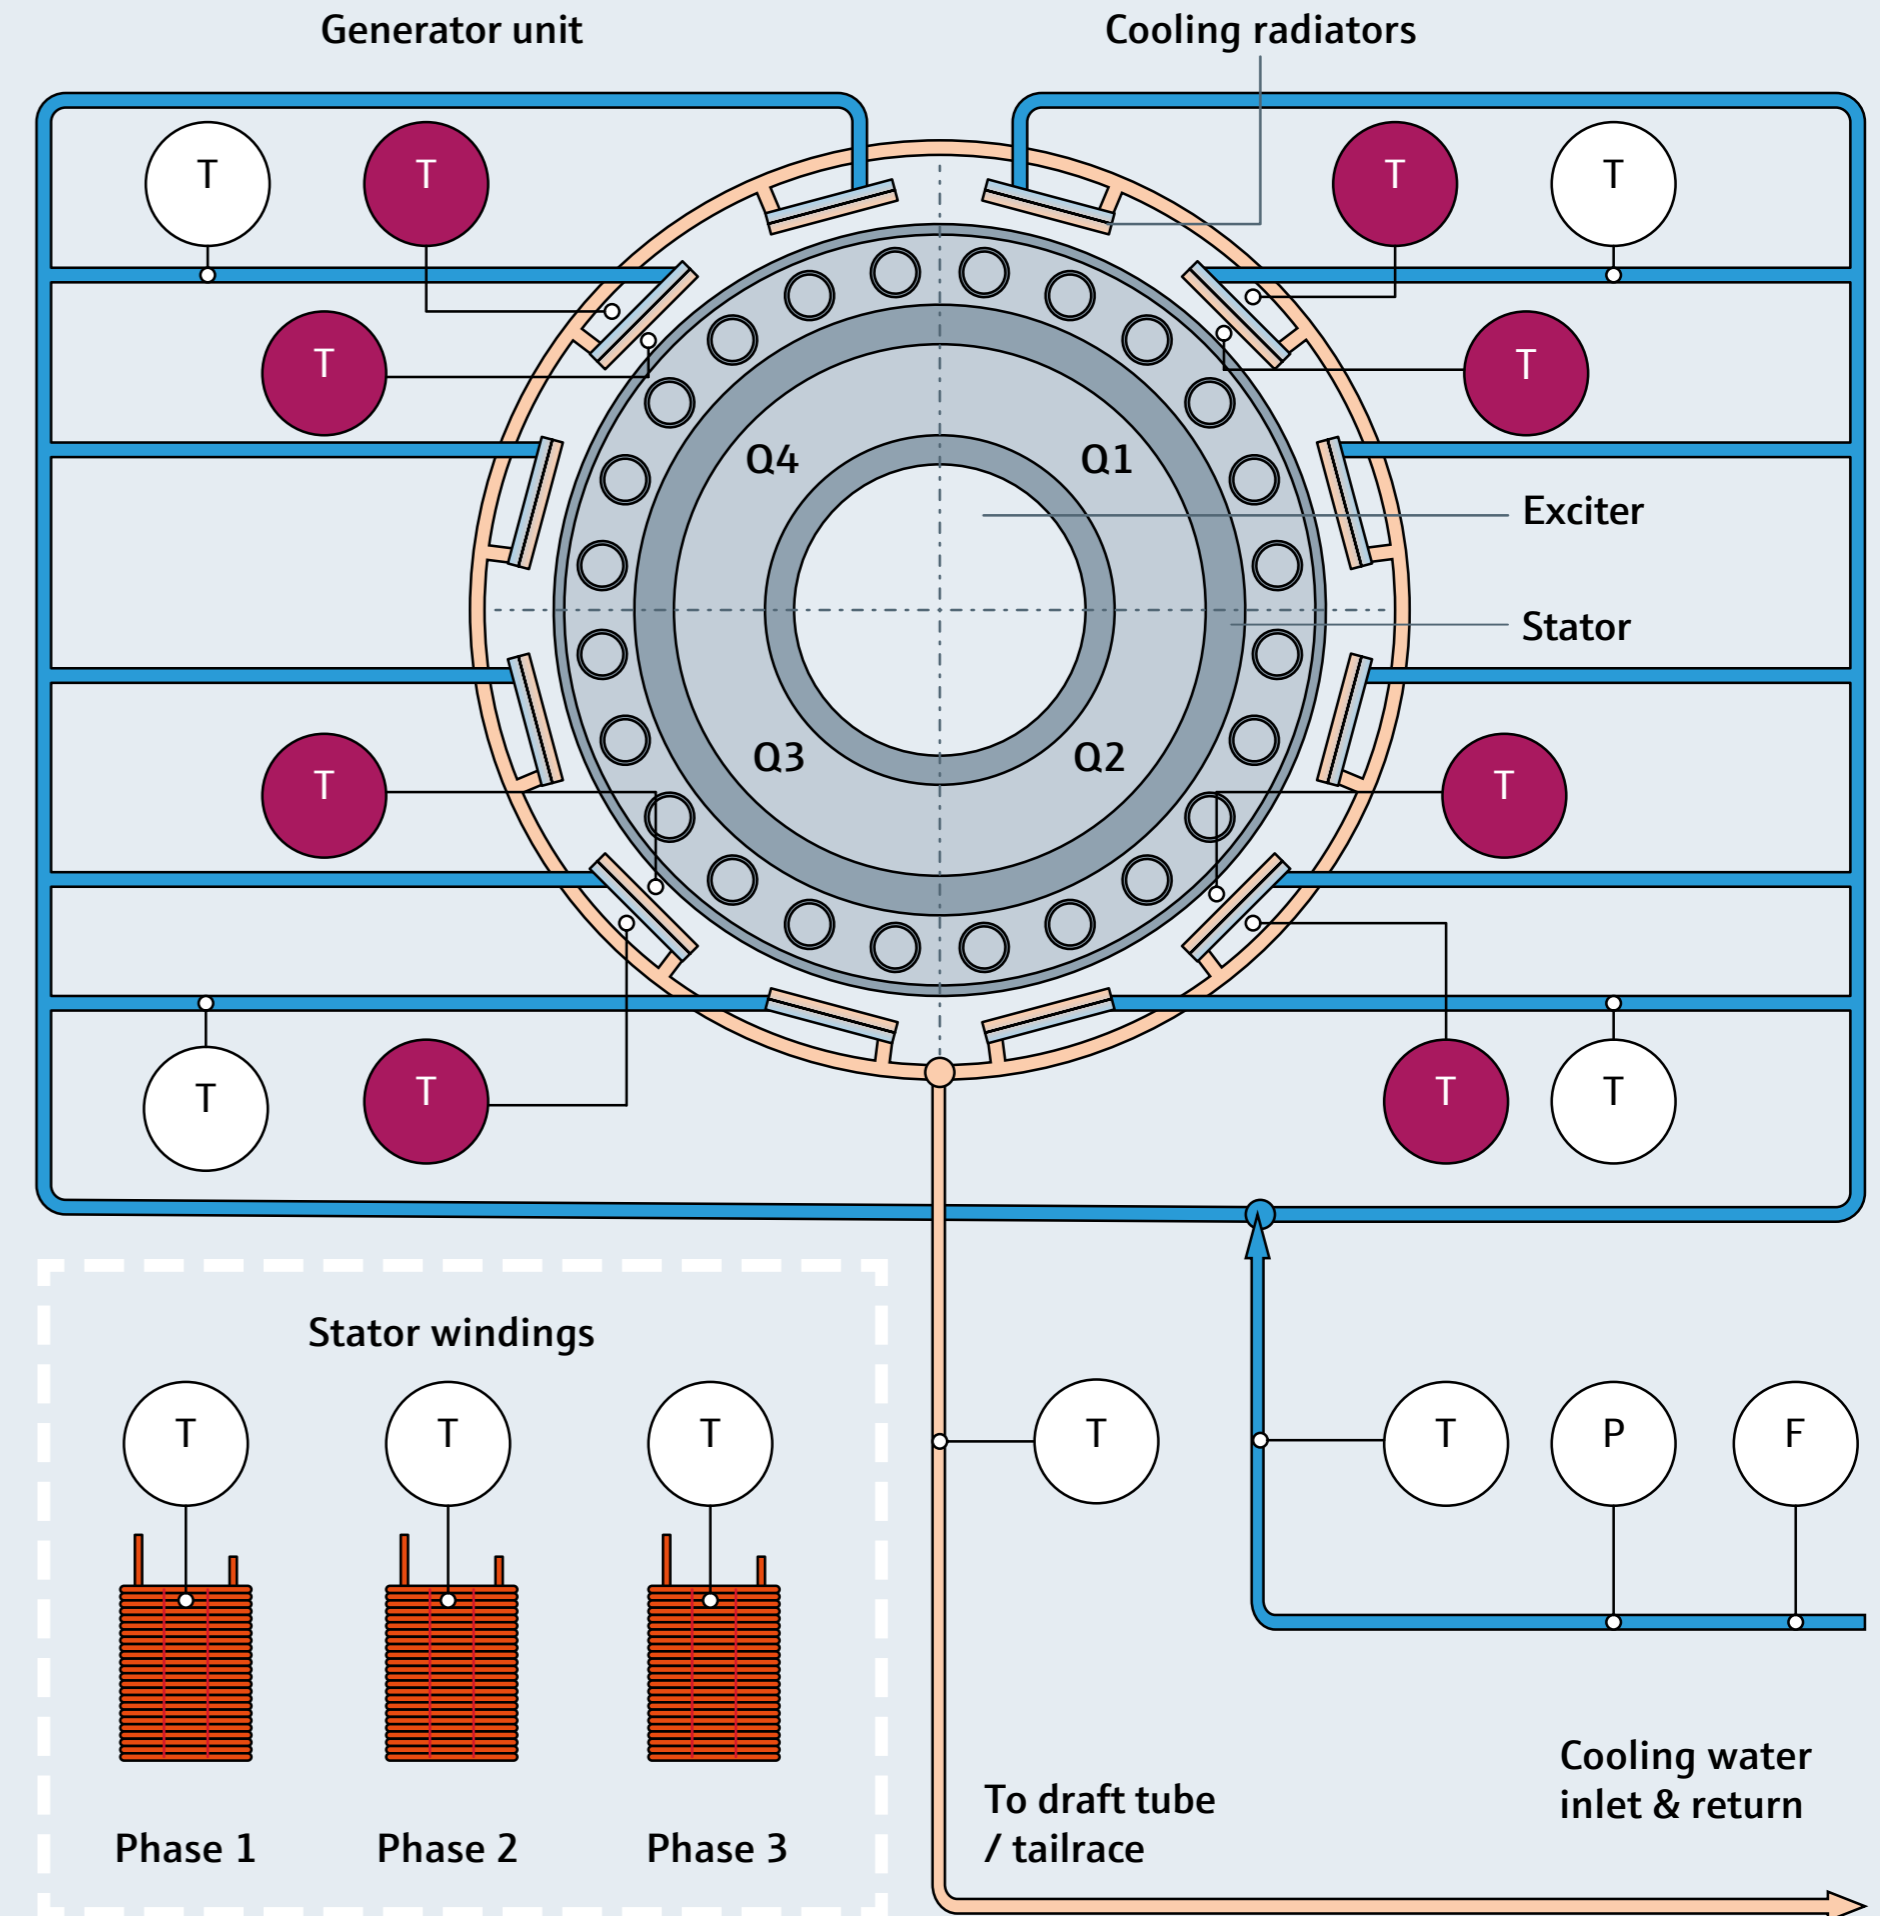 Generator unit
Cooling radiators
T
T
T
T
T
T
Q4
Q1
Exciter
Stator
Q3
Q2
T
T
T
T
T
T
Stator windings
T
T
T
T
T
P
F
Phase 1
Phase 2
Phase 3
To draft tube
/ tailrace
Cooling water
inlet & return